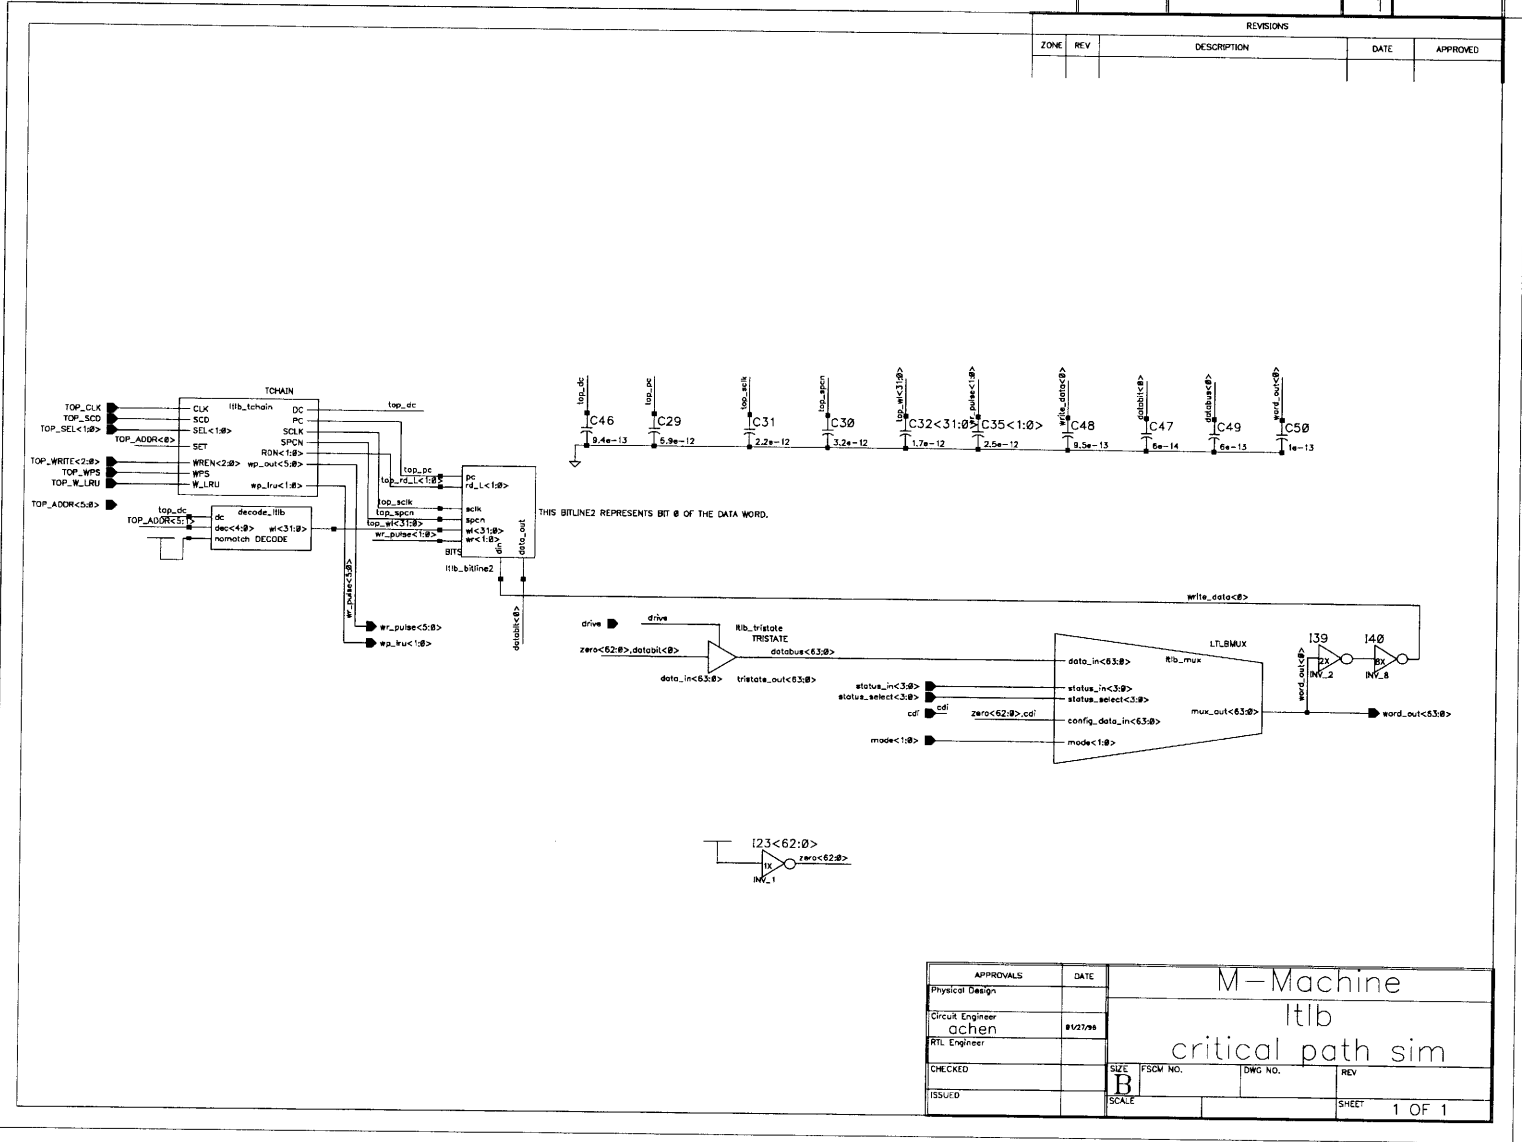 REVISIONS
ZONE REV DESCRIPTION DATE APPROVED
TCHAIN
ltlb_tchain
TOP_CLK CLK DC top_dc
TOP_SCD SCD PC
TOP_SEL<1:0> SEL<1:0> SCLK
TOP_ADDR<0> SET SPCN
RDN<1:0>
TOP_WRITE<2:0> WREN<2:0> wp_out<5:0>
TOP_WPS WPS
TOP_W_LRU W_LRU wp_lru<1:0>
TOP_ADDR<5:0>
top_dc dc decode_ltlb
TOP_ADDR<5:1> dec<4:0> wl<31:0>
nomatch DECODE
top_pc pc
top_rd_L<1:0> rd_L<1:0>
top_sclk sclk
top_spcn spcn
top_wl<31:0> wl<31:0>
wr_pulse<1:0> wr<1:0>
din data_out
BITS
ltlb_bitline2
THIS BITLINE2 REPRESENTS BIT 0 OF THE DATA WORD.
wr_pulse<5:0>
wr_pulse<5:0>
wp_lru<1:0>
databit<0>
top_dc top_pc top_sclk top_spcn top_wl<31:0> wr_pulse<1:0> write_data<0> databit<0> databus<0> word_out<0>
C46 C29 C31 C30 C32<31:0> C35<1:0> C48 C47 C49 C50
9.4e-13 5.9e-12 2.2e-12 3.2e-12 1.7e-12 2.5e-12 9.5e-13 6e-14 6e-13 1e-13
write_data<0>
drive drive
ltlb_tristate
TRISTATE
zero<62:0>,databit<0> databus<63:0>
data_in<63:0> tristate_out<63:0>
LTLBMUX
ltlb_mux
data_in<63:0>
status_in<3:0> status_in<3:0>
status_select<3:0> status_select<3:0>
cdi cdi zero<62:0>,cdi config_data_in<63:0>
mode<1:0> mode<1:0>
mux_out<63:0>
word_out<0>
I39 I40
2X 8X
INV_2 INV_8
word_out<63:0>
I23<62:0>
1X zero<62:0>
INV_1
APPROVALS DATE
Physical Design
Circuit Engineer
achen 01/27/98
RTL Engineer
CHECKED
ISSUED
M-Machine
ltlb
critical path sim
SIZE FSCM NO. DWG NO. REV
B
SCALE SHEET 1 OF 1